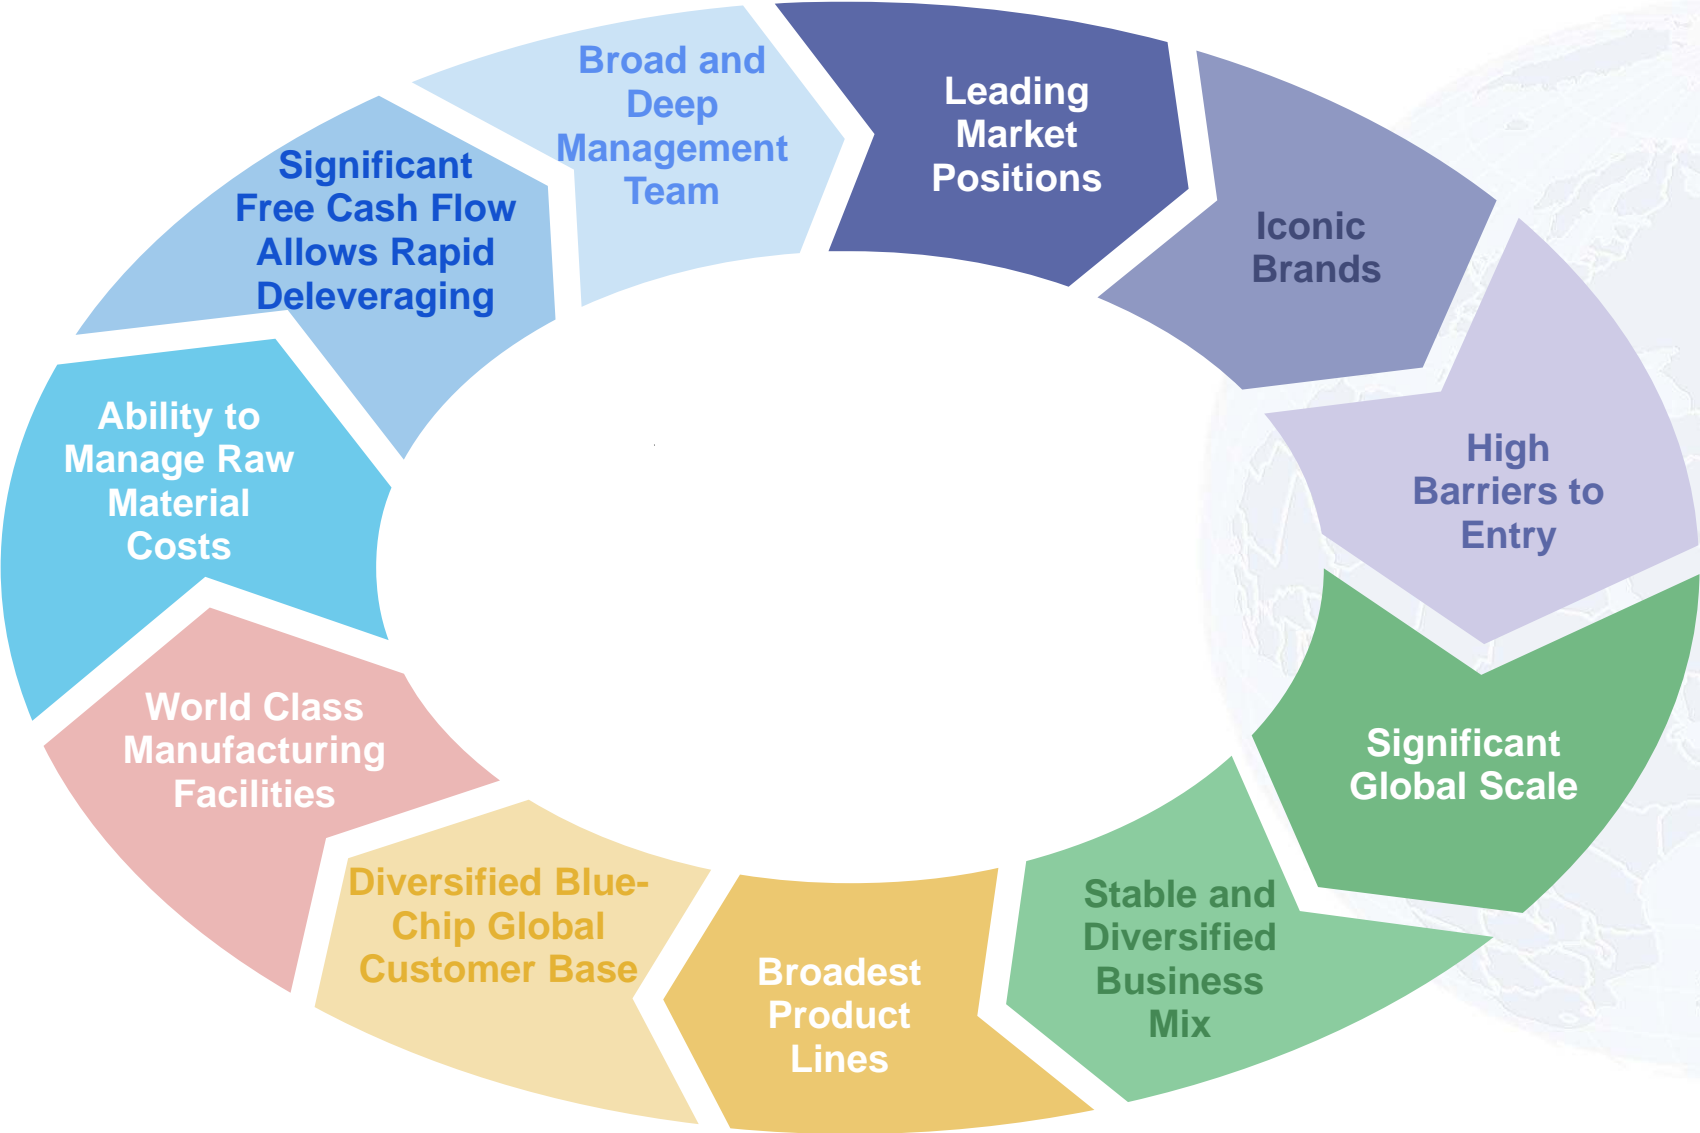 Leading
Market
Positions
Iconic
Brands
High
Barriers to
Entry
Significant
Global Scale
Stable and
Diversified
Business
Mix
Broadest
Product
Lines
Diversified Blue-
Chip Global
Customer Base
World Class
Manufacturing
Facilities
Ability to
Manage Raw
Material
Costs
Significant
Free Cash Flow
Allows Rapid
Deleveraging
Broad and
Deep
Management
Team